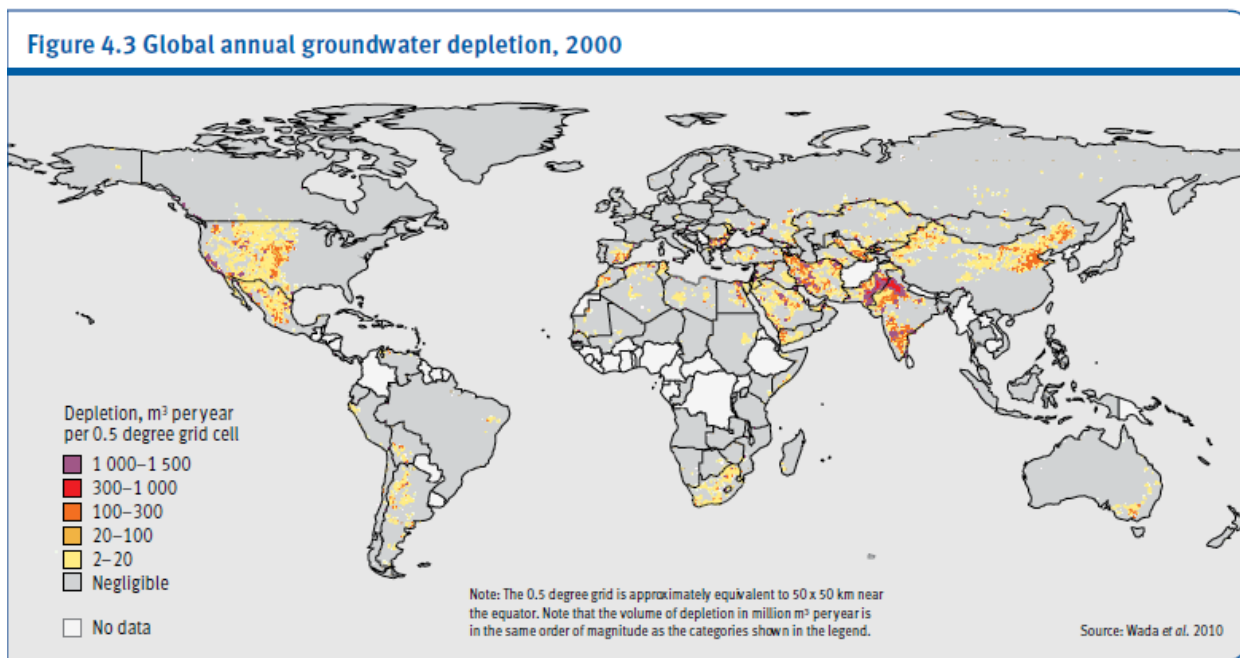 Figure 4.3 Global annual groundwater depletion, 2000
Depletion, m³ per year
per 0.5 degree grid cell
1 000–1 500
300–1 000
100–300
20–100
2–20
Negligible
No data
Note: The 0.5 degree grid is approximately equivalent to 50 x 50 km near
the equator. Note that the volume of depletion in million m³ per year is
in the same order of magnitude as the categories shown in the legend.
Source: Wada et al. 2010